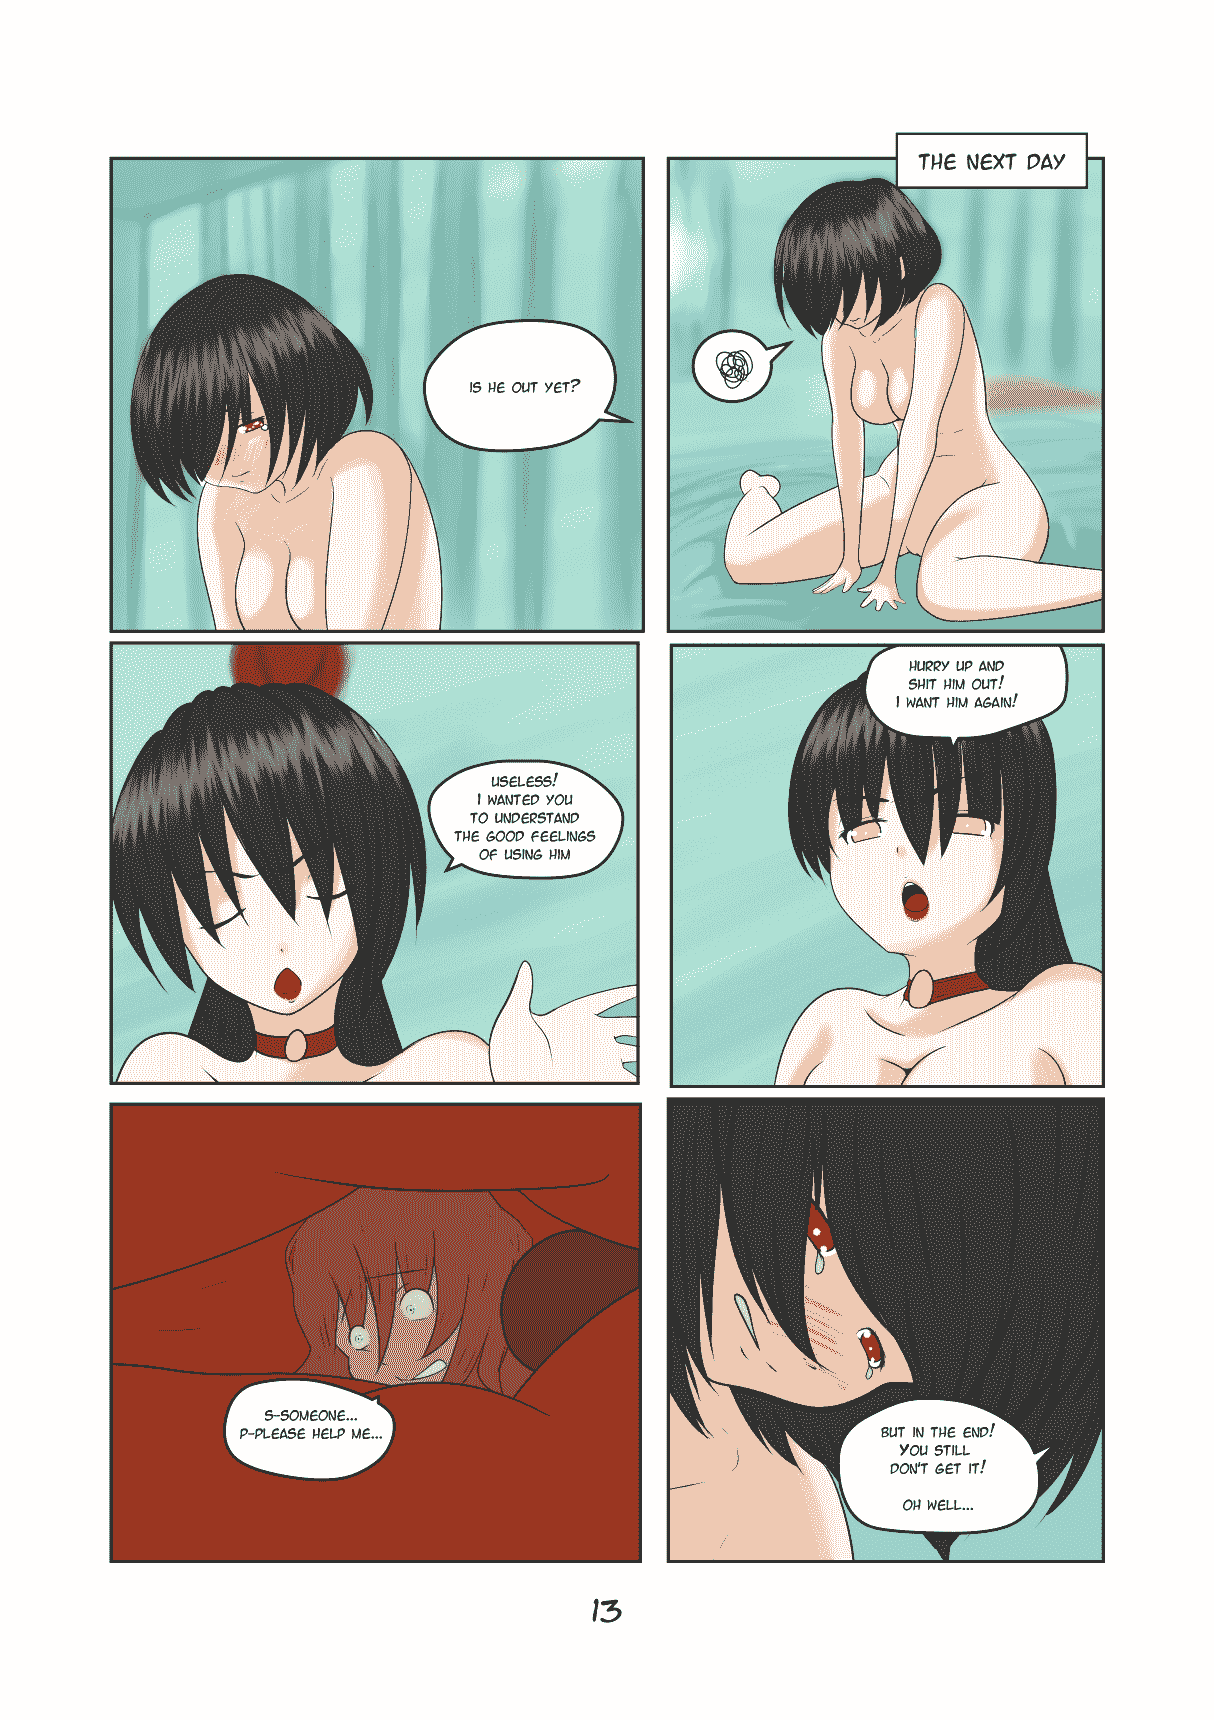 THE NEXT DAY
IS HE OUT YET?
USELESS!
I WANTED YOU
TO UNDERSTAND
THE GOOD FEELINGS
OF USING HIM
HURRY UP AND
SHIT HIM OUT!
I WANT HIM AGAIN!
S-SOMEONE...
P-PLEASE HELP ME...
BUT IN THE END!
YOU STILL
DON'T GET IT!
OH WELL...
13